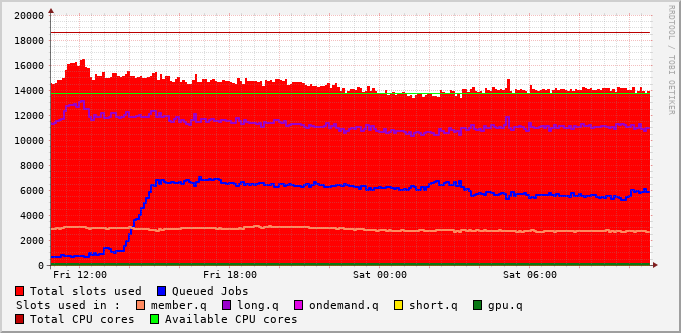 RRDTOOL / TOBI OETIKER
20000
18000
16000
14000
12000
10000
8000
6000
4000
2000
0
Fri 12:00 Fri 18:00 Sat 00:00 Sat 06:00
Total slots used Queued Jobs
Slots used in : member.q long.q ondemand.q short.q gpu.q
Total CPU cores Available CPU cores